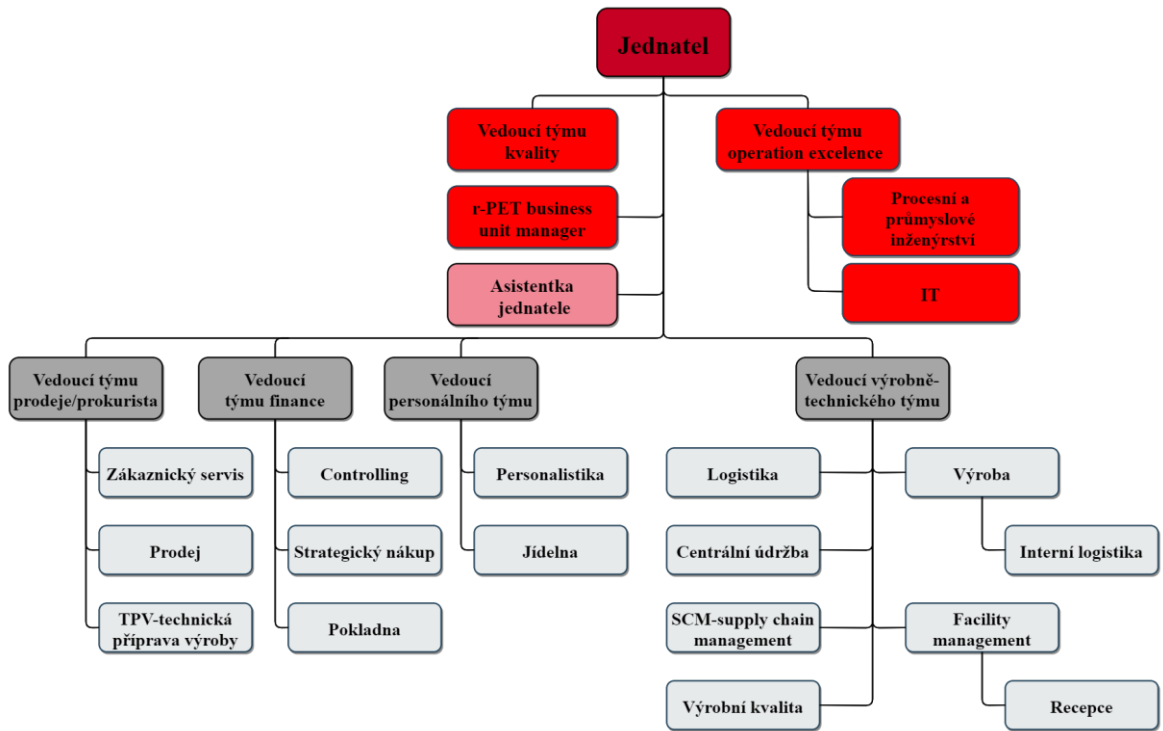 Jednatel
Vedoucí týmu
kvality
Vedoucí týmu
operation excelence
r-PET business
unit manager
Procesní a
průmyslové
inženýrství
Asistentka
jednatele
IT
Vedoucí týmu
prodeje/prokurista
Vedoucí
týmu finance
Vedoucí
personálního týmu
Vedoucí výrobně-
technického týmu
Zákaznický servis
Controlling
Personalistika
Logistika
Výroba
Prodej
Strategický nákup
Jídelna
Centrální údržba
Interní logistika
TPV-technická
příprava výroby
Pokladna
SCM-supply chain
management
Facility
management
Výrobní kvalita
Recepce